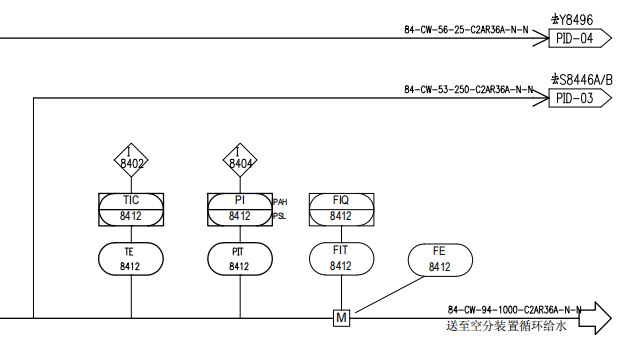 去Y8496
84-CW-56-25-C2AR36A-N-N
PID-04
去S8446A/B
84-CW-53-250-C2AR36A-N-N
PID-03
I
8402
I
8404
TIC
8412
PI
8412
PAH
PSL
FIQ
8412
TE
8412
PIT
8412
FIT
8412
FE
8412
84-CW-94-1000-C2AR36A-N-N
M
送至空分装置循环给水